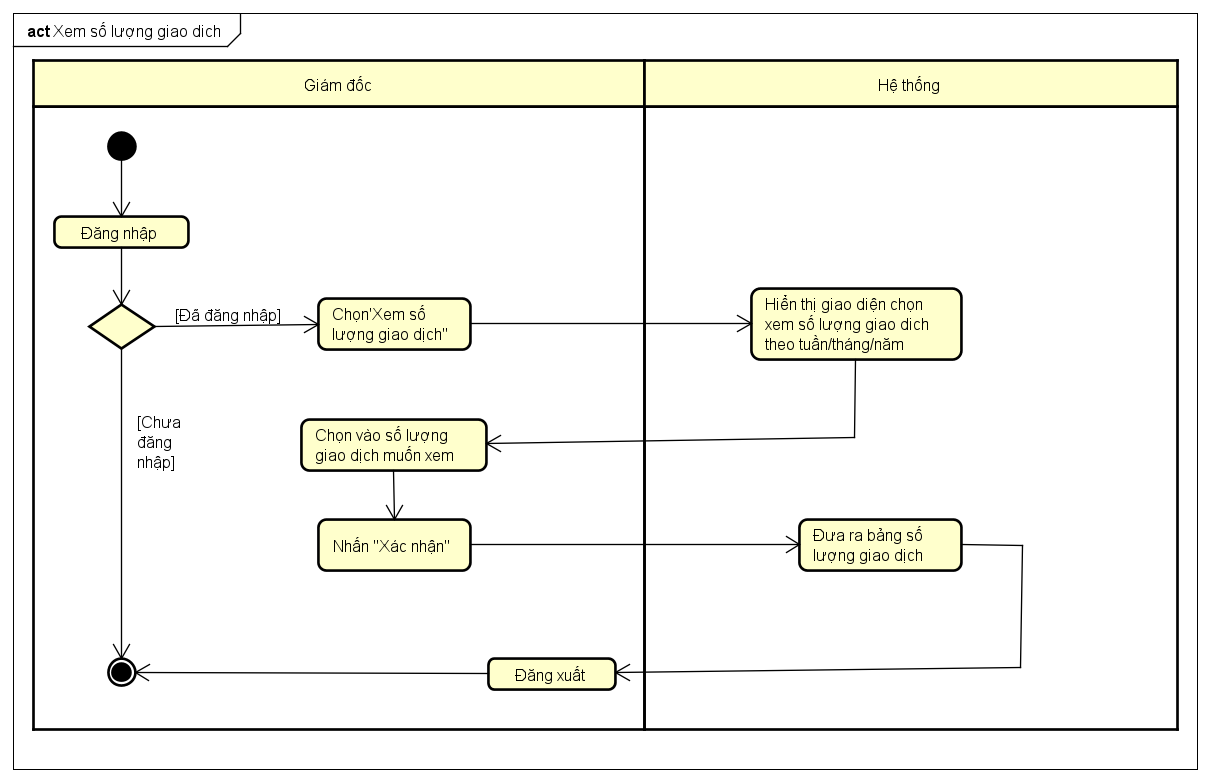 act Xem số lượng giao dich
Giám đốc
Hệ thống
Đăng nhập
[Đã đăng nhập]
Chọn'Xem số
lượng giao dịch"
Hiển thị giao diện chọn
xem số lượng giao dich
theo tuần/tháng/năm
[Chưa
đăng
nhập]
Chọn vào số lượng
giao dịch muốn xem
Nhấn "Xác nhận"
Đưa ra bảng số
lượng giao dịch
Đăng xuất